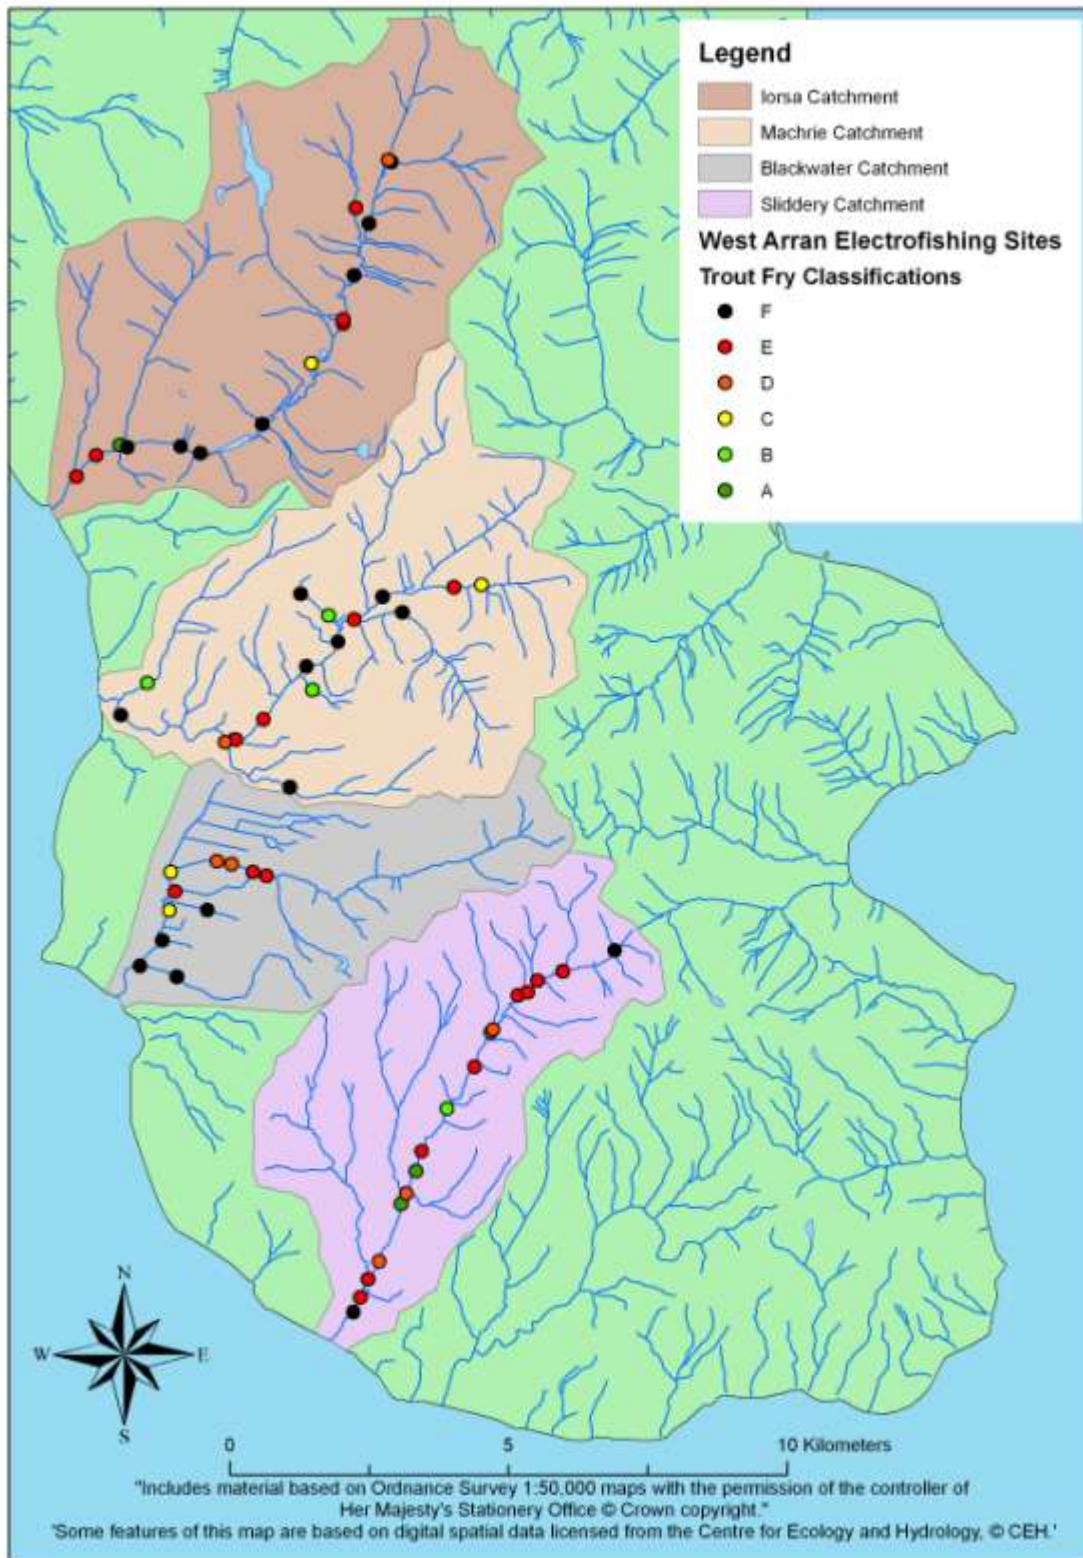 Legend
Iorsa Catchment
Machrie Catchment
Blackwater Catchment
Sliddery Catchment
West Arran Electrofishing Sites
Trout Fry Classifications
F
E
D
C
B
A
N
W
E
S
0
5
10 Kilometers
"Includes material based on Ordnance Survey 1:50,000 maps with the permission of the controller of
Her Majesty's Stationery Office © Crown copyright."
'Some features of this map are based on digital spatial data licensed from the Centre for Ecology and Hydrology, © CEH.'